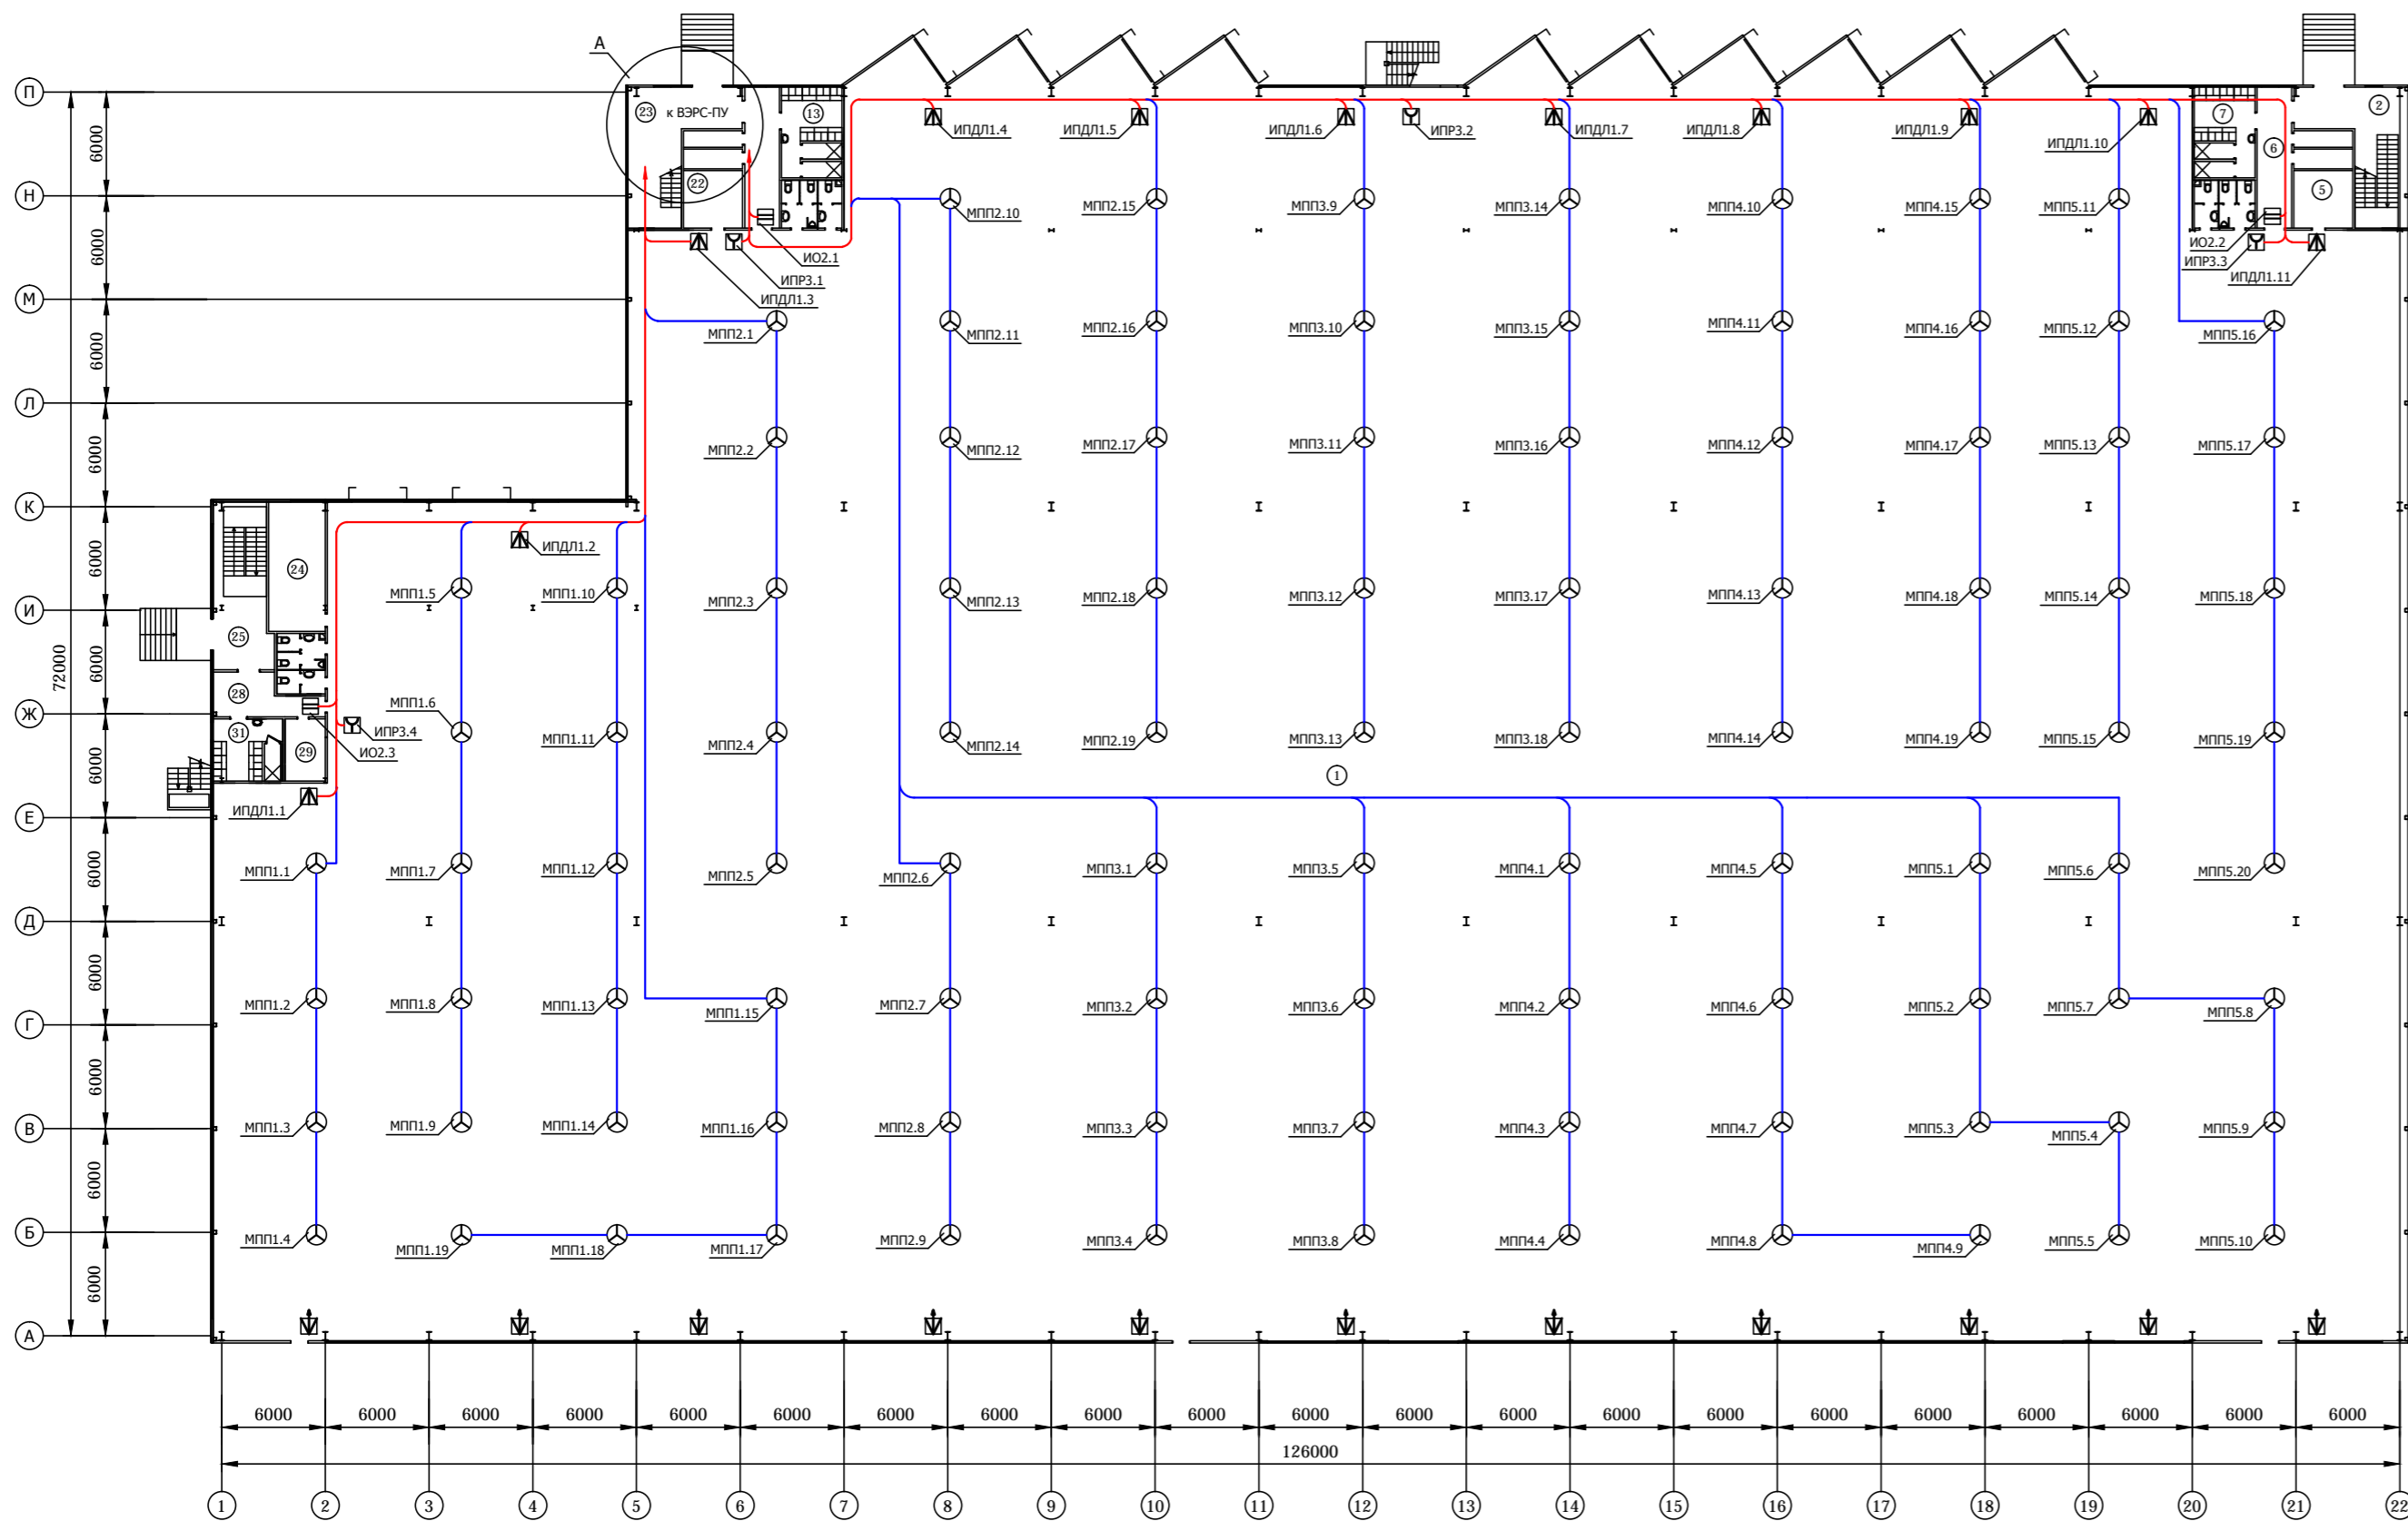 А
П
23
к ВЭРС-ПУ
13
7
2
6
5
22
ИПДЛ1.4
ИПДЛ1.5
ИПДЛ1.6
ИПР3.2
ИПДЛ1.7
ИПДЛ1.8
ИПДЛ1.9
ИПДЛ1.10
6000
Н
МПП2.10
МПП2.15
МПП3.9
МПП3.14
МПП4.10
МПП4.15
МПП5.11
ИО2.1
ИПР3.1
ИПДЛ1.3
ИО2.2
ИПР3.3
ИПДЛ1.11
6000
М
МПП2.1
МПП2.11
МПП2.16
МПП3.10
МПП3.15
МПП4.11
МПП4.16
МПП5.12
МПП5.16
6000
Л
МПП2.2
МПП2.12
МПП2.17
МПП3.11
МПП3.16
МПП4.12
МПП4.17
МПП5.13
МПП5.17
6000
К
ИПДЛ1.2
24
6000
МПП1.5
МПП1.10
МПП2.3
МПП2.13
МПП2.18
МПП3.12
МПП3.17
МПП4.13
МПП4.18
МПП5.14
МПП5.18
И
25
72000
6000
28
Ж
МПП1.6
31
29
ИПР3.4
ИО2.3
МПП1.11
МПП2.4
МПП2.14
МПП2.19
МПП3.13
МПП3.18
МПП4.14
МПП4.19
МПП5.15
МПП5.19
6000
1
ИПДЛ1.1
Е
МПП1.1
МПП1.7
МПП1.12
МПП2.5
МПП2.6
МПП3.1
МПП3.5
МПП4.1
МПП4.5
МПП5.1
МПП5.6
МПП5.20
6000
Д
6000
МПП1.2
МПП1.8
МПП1.13
МПП1.15
МПП2.7
МПП3.2
МПП3.6
МПП4.2
МПП4.6
МПП5.2
МПП5.7
МПП5.8
Г
6000
МПП1.3
МПП1.9
МПП1.14
МПП1.16
МПП2.8
МПП3.3
МПП3.7
МПП4.3
МПП4.7
МПП5.3
МПП5.4
МПП5.9
В
6000
Б
МПП1.4
МПП1.19
МПП1.18
МПП1.17
МПП2.9
МПП3.4
МПП3.8
МПП4.4
МПП4.8
МПП4.9
МПП5.5
МПП5.10
6000
А
6000 6000 6000 6000 6000 6000 6000 6000 6000 6000 6000 6000 6000 6000 6000 6000 6000 6000 6000 6000 6000
126000
1 2 3 4 5 6 7 8 9 10 11 12 13 14 15 16 17 18 19 20 21 22